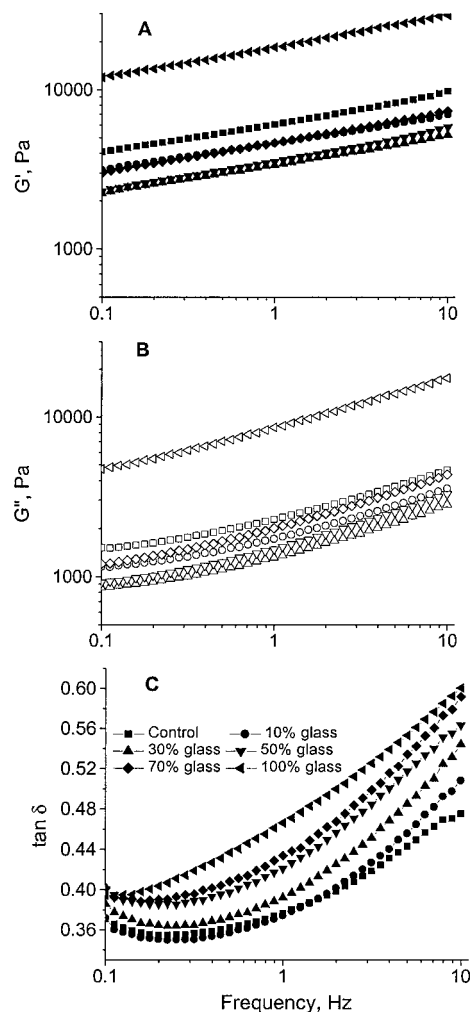 A
10000
1000
G', Pa
0.1 1 10
B
10000
1000
G'', Pa
0.1 1 10
C
0.60
0.56
0.52
0.48
0.44
0.40
0.36
tan δ
Control 10% glass
30% glass 50% glass
70% glass 100% glass
0.1 1 10
Frequency, Hz